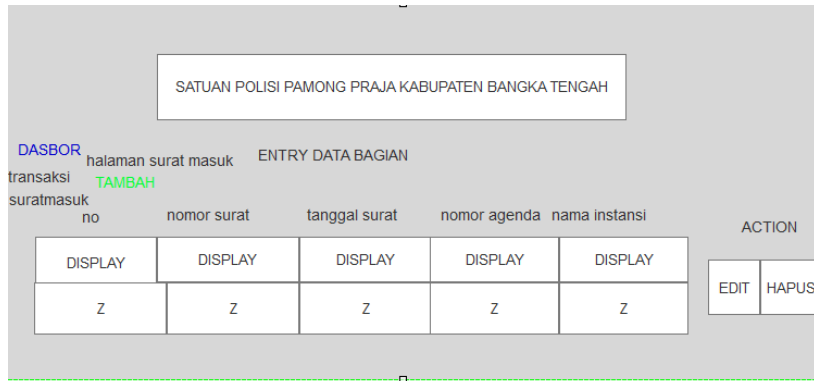 SATUAN POLISI PAMONG PRAJA KABUPATEN BANGKA TENGAH
DASBOR
halaman surat masuk
ENTRY DATA BAGIAN
transaksi
TAMBAH
suratmasuk
no
nomor surat
tanggal surat
nomor agenda
nama instansi
ACTION
DISPLAY DISPLAY DISPLAY DISPLAY DISPLAY
EDIT HAPUS
Z Z Z Z Z